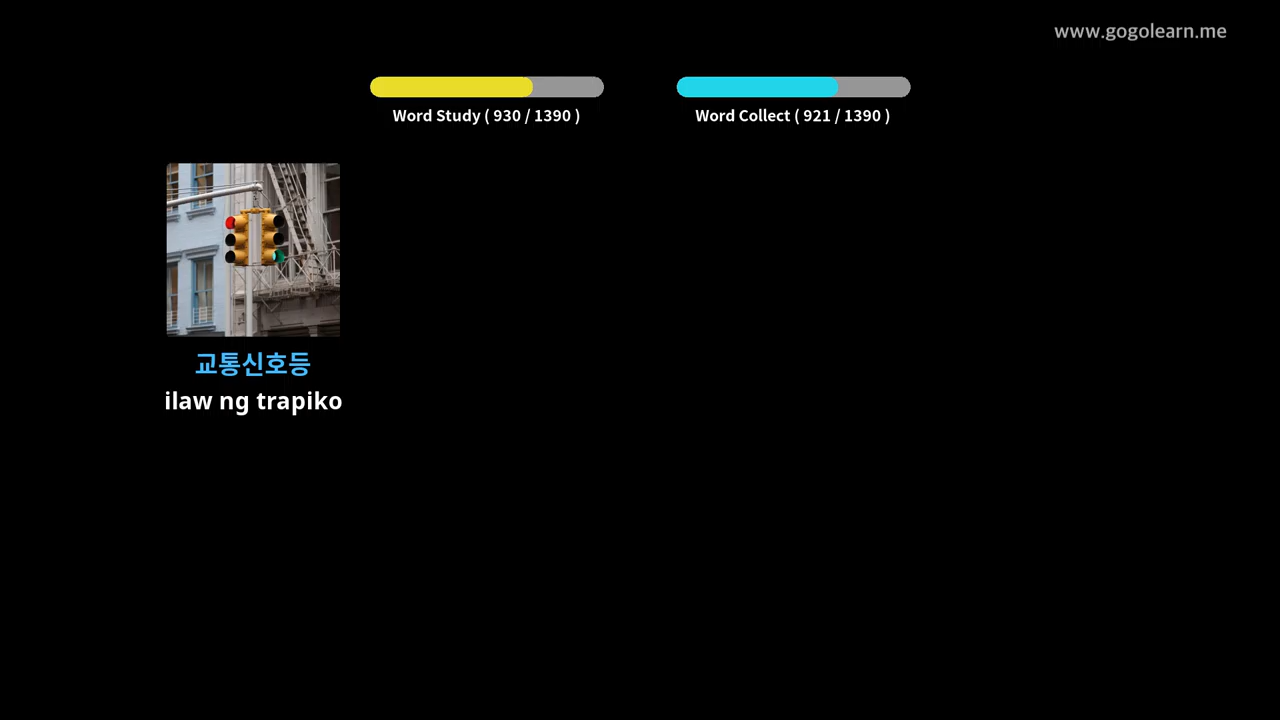 www.gogolearn.me
Word Study ( 930 / 1390 )
Word Collect ( 921 / 1390 )
교통신호등
ilaw ng trapiko